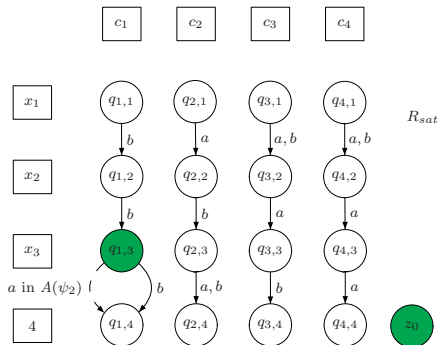 c₁ c₂ c₃ c₄
x₁ q₁,₁ q₂,₁ q₃,₁ q₄,₁ R_sat
b a a, b a, b
x₂ q₁,₂ q₂,₂ q₃,₂ q₄,₂
b b a a
x₃ q₁,₃ q₂,₃ q₃,₃ q₄,₃
a in A(ψ₂) b a, b b a
4 q₁,₄ q₂,₄ q₃,₄ q₄,₄ z₀